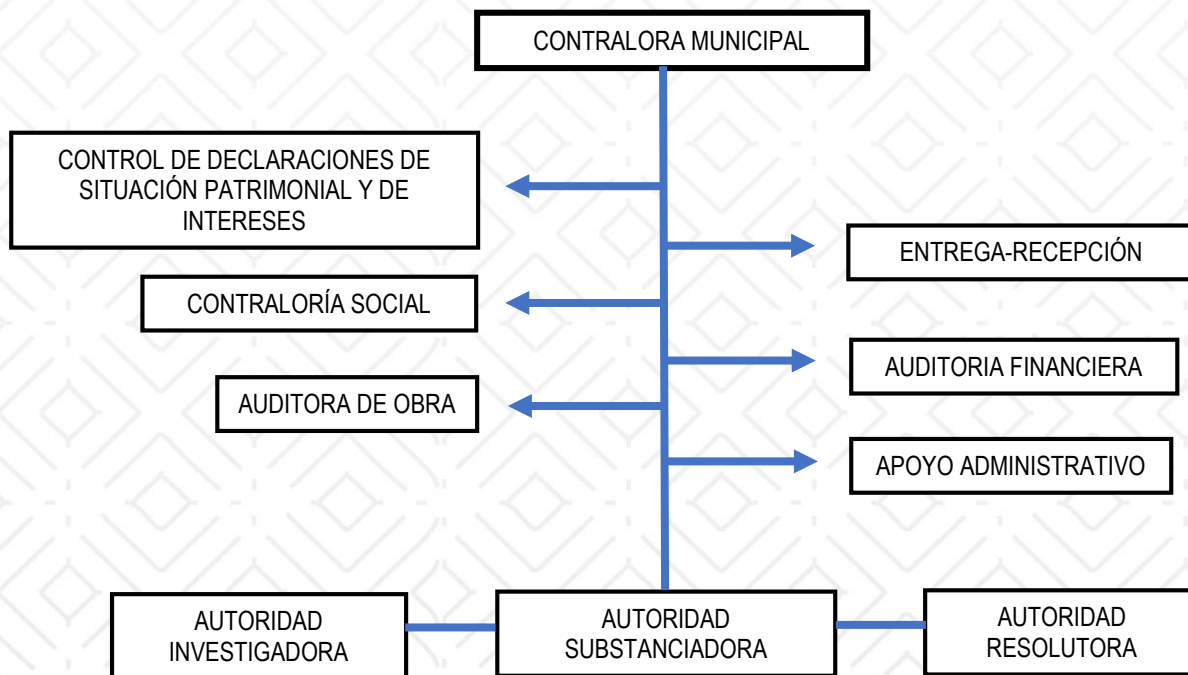 CONTRALORA MUNICIPAL
CONTROL DE DECLARACIONES DE
SITUACIÓN PATRIMONIAL Y DE
INTERESES
ENTREGA-RECEPCIÓN
CONTRALORÍA SOCIAL
AUDITORIA FINANCIERA
AUDITORA DE OBRA
APOYO ADMINISTRATIVO
AUTORIDAD
INVESTIGADORA
AUTORIDAD
SUBSTANCIADORA
AUTORIDAD
RESOLUTORA